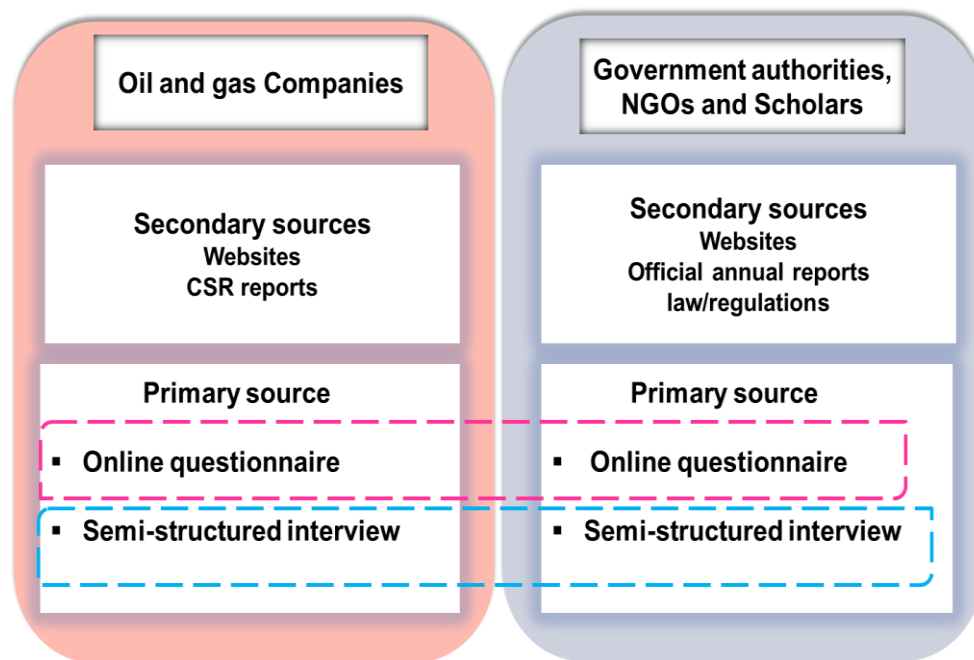 Oil and gas Companies
Secondary sources
Websites
CSR reports
Primary source
▪ Online questionnaire
▪ Semi-structured interview
Government authorities,
NGOs and Scholars
Secondary sources
Websites
Official annual reports
law/regulations
Primary source
▪ Online questionnaire
▪ Semi-structured interview